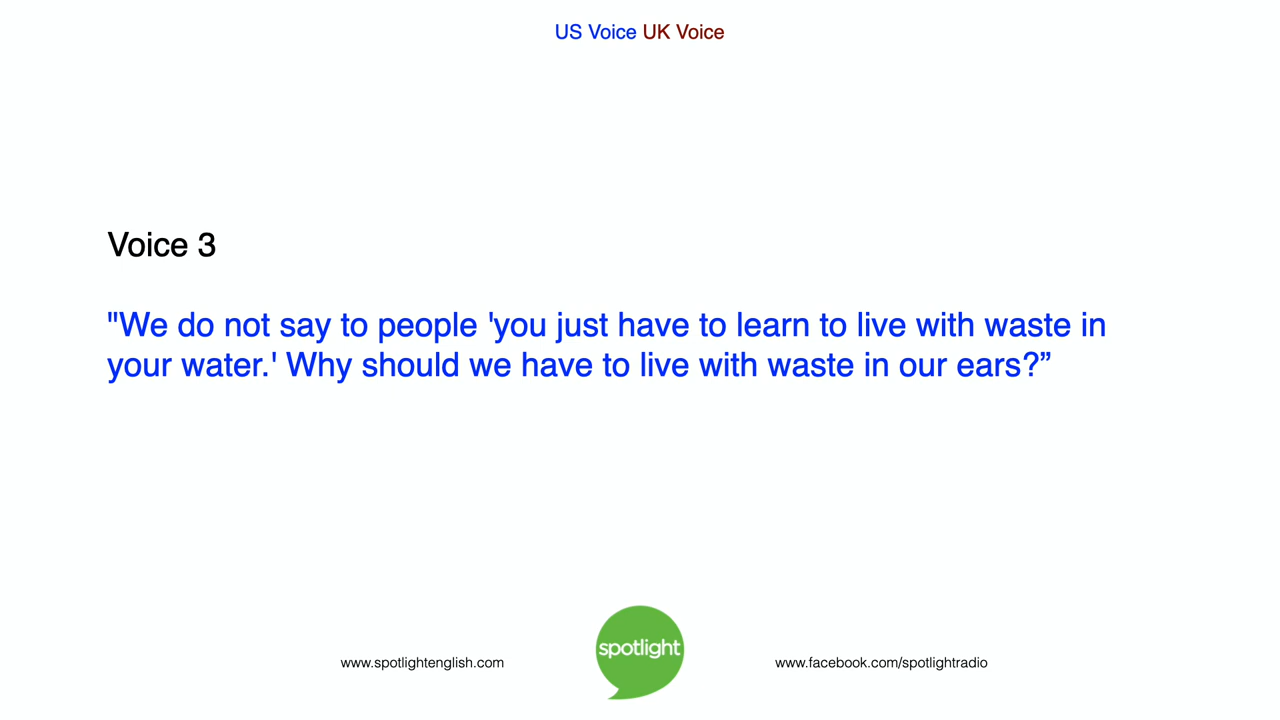 US Voice UK Voice
Voice 3
"We do not say to people 'you just have to learn to live with waste in
your water.' Why should we have to live with waste in our ears?”
spotlight
www.spotlightenglish.com
www.facebook.com/spotlightradio